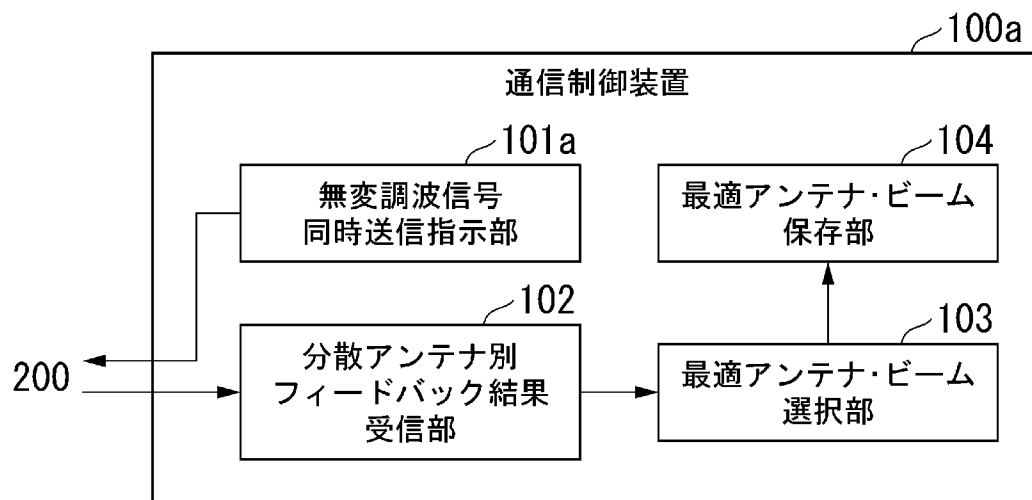 100a
通信制御装置
101a
無変調波信号
同時送信指示部
104
最適アンテナ・ビーム
保存部
102
分散アンテナ別
フィードバック結果
受信部
103
最適アンテナ・ビーム
選択部
200